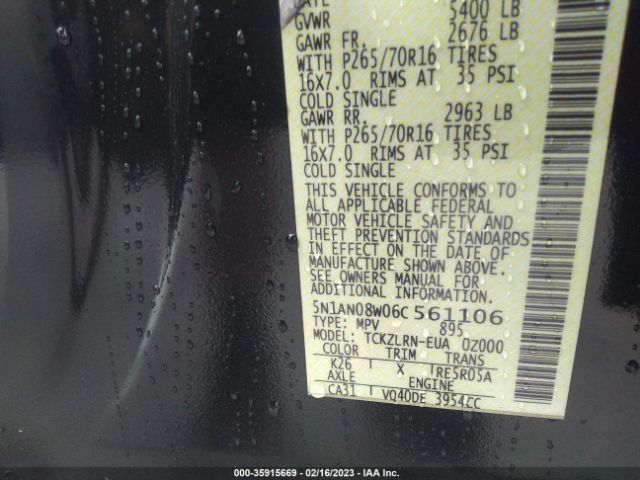 DATE
GVWR 5400 LB
GAWR FR. 2676 LB
WITH P265/70R16 TIRES
16X7.0 RIMS AT 35 PSI
COLD SINGLE
GAWR RR. 2963 LB
WITH P265/70R16 TIRES
16X7.0 RIMS AT 35 PSI
COLD SINGLE
THIS VEHICLE CONFORMS TO
ALL APPLICABLE FEDERAL
MOTOR VEHICLE SAFETY AND
THEFT PREVENTION STANDARDS
IN EFFECT ON THE DATE OF
MANUFACTURE SHOWN ABOVE.
SEE OWNERS MANUAL FOR
ADDITIONAL INFORMATION.
5N1AN08W06C561106
TYPE: MPV 895
MODEL: TCKZLRN-EUA 0Z000
COLOR TRIM TRANS
K26 X RE5R05A
AXLE ENGINE
CA31 VQ40DE 3954CC
000-35915669 | 02/16/2023 | IAA Inc.